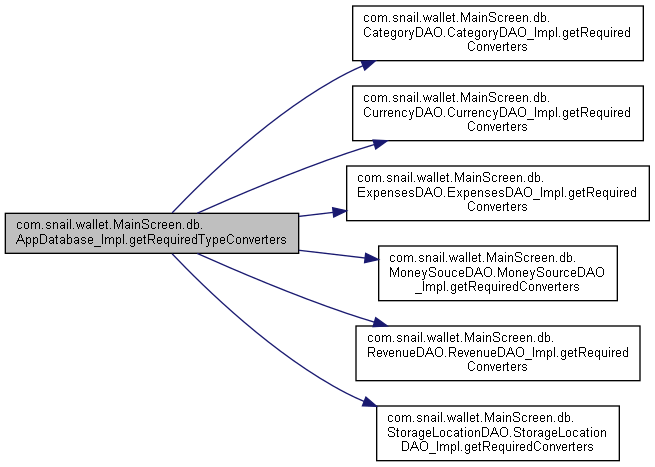 com.snail.wallet.MainScreen.db.
AppDatabase_Impl.getRequiredTypeConverters
com.snail.wallet.MainScreen.db.
CategoryDAO.CategoryDAO_Impl.getRequired
Converters
com.snail.wallet.MainScreen.db.
CurrencyDAO.CurrencyDAO_Impl.getRequired
Converters
com.snail.wallet.MainScreen.db.
ExpensesDAO.ExpensesDAO_Impl.getRequired
Converters
com.snail.wallet.MainScreen.db.
MoneySouceDAO.MoneySourceDAO
_Impl.getRequiredConverters
com.snail.wallet.MainScreen.db.
RevenueDAO.RevenueDAO_Impl.getRequired
Converters
com.snail.wallet.MainScreen.db.
StorageLocationDAO.StorageLocation
DAO_Impl.getRequiredConverters